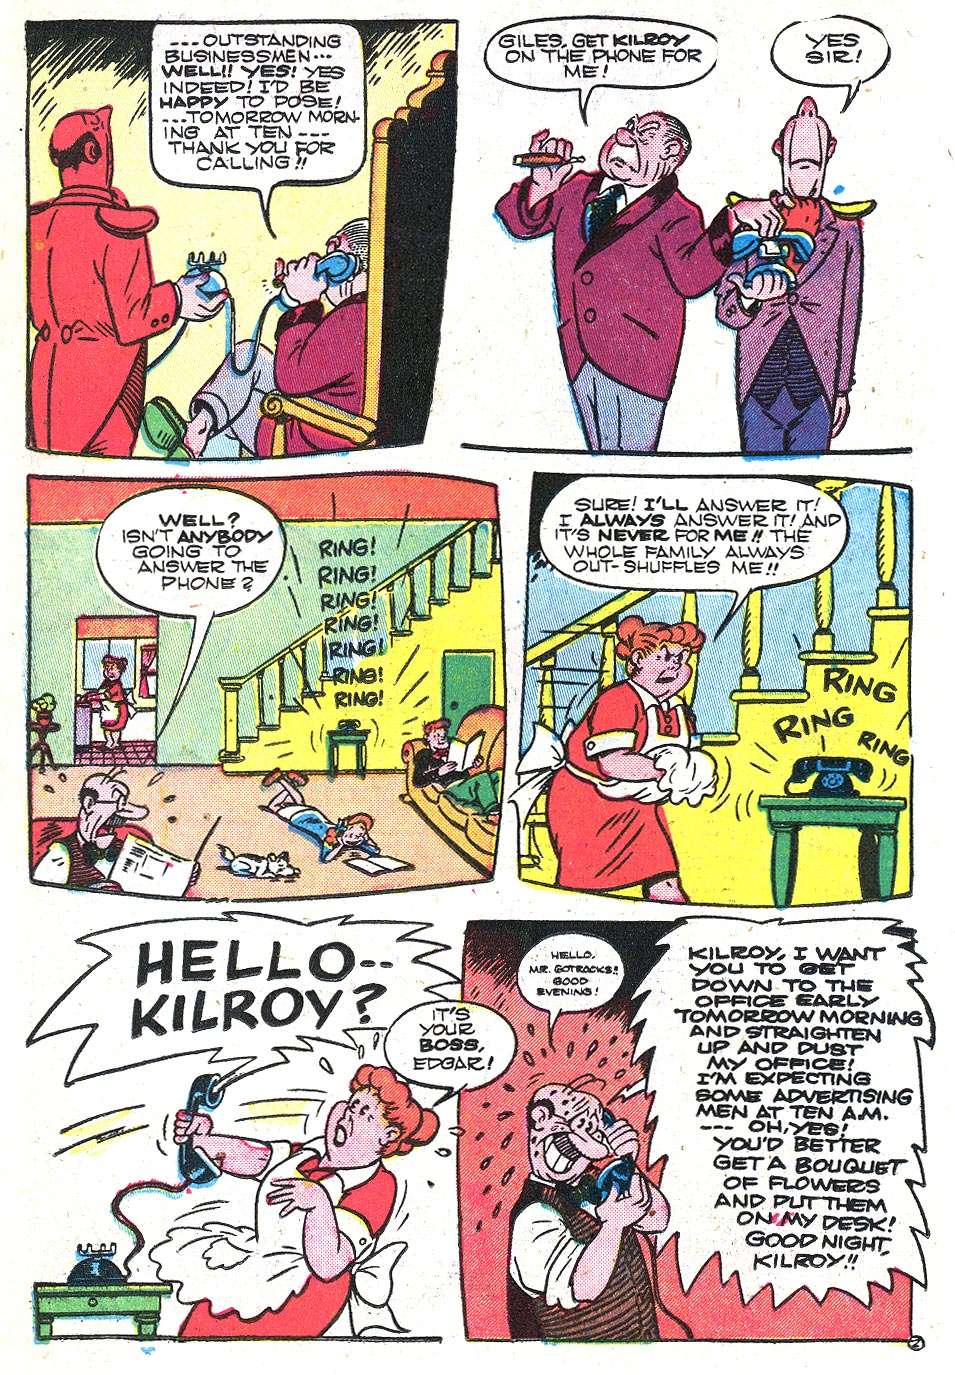 ---OUTSTANDING
BUSINESSMEN---
WELL!! YES! YES
INDEED! I'D BE
HAPPY TO POSE!
---TOMORROW MORN-
ING AT TEN ---
THANK YOU FOR
CALLING!!
GILES, GET KILROY
ON THE PHONE FOR
ME!
YES
SIR!
WELL?
ISN'T ANYBODY
GOING TO
ANSWER THE
PHONE?
RING!
RING!
RING!
RING!
RING!
RING!
RING!
SURE! I'LL ANSWER IT!
I ALWAYS ANSWER IT! AND
IT'S NEVER FOR ME!! THE
WHOLE FAMILY ALWAYS
OUT-SHUFFLES ME!!
RING
RING
RING
HELLO--
KILROY?
IT'S
YOUR
BOSS,
EDGAR!
HELLO,
MR. GOTROCKS!
GOOD
EVENING!
KILROY, I WANT
YOU TO GET
DOWN TO THE
OFFICE EARLY
TOMORROW MORNING
AND STRAIGHTEN
UP AND DUST
MY OFFICE!
I'M EXPECTING
SOME ADVERTISING
MEN AT TEN A.M.
--- OH, YES!
YOU'D BETTER
GET A BOUQUET
OF FLOWERS
AND PUT THEM
ON MY DESK!
GOOD NIGHT,
KILROY!!
2